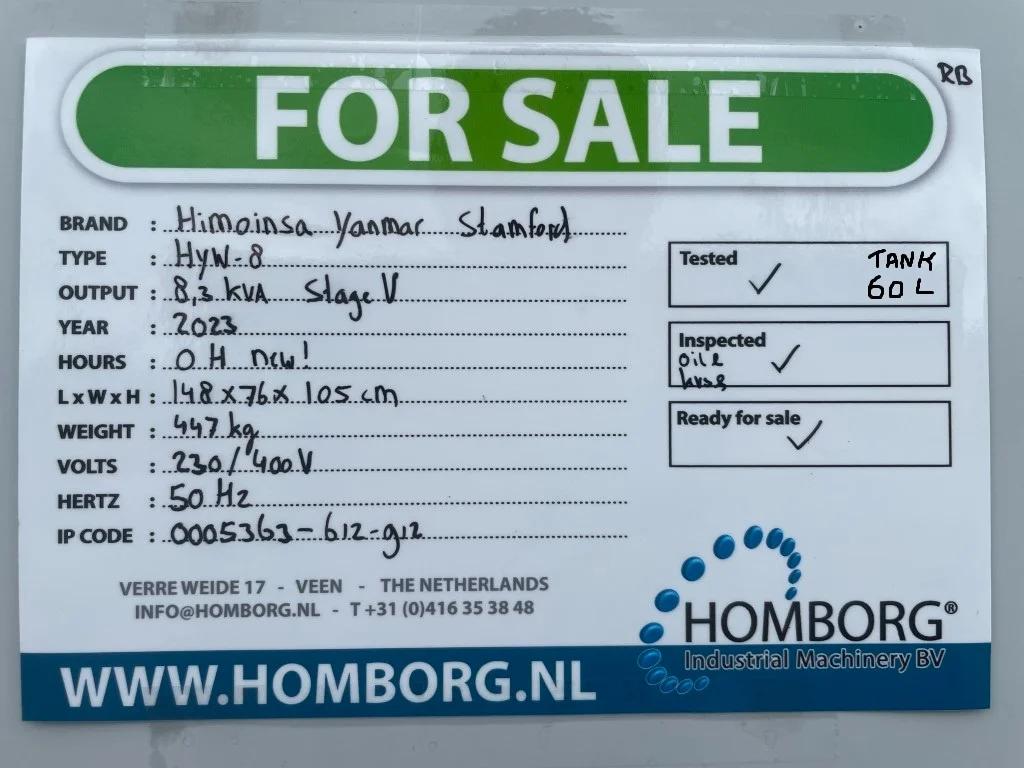 FOR SALE
RB
BRAND : Himoinsa Yanmar Stamford
TYPE : HYW-8
OUTPUT : 8,3 kVA Stage V
YEAR : 2023
HOURS : 0 H new!
L x W x H : 148 x 76 x 105 cm
WEIGHT : 447 kg
VOLTS : 230/400V
HERTZ : 50 Hz
IP CODE : 0005363-612-g12
Tested ✓ TANK
60 L
Inspected ✓
Ready for sale ✓
VERRE WEIDE 17 - VEEN - THE NETHERLANDS
INFO@HOMBORG.NL - T +31 (0)416 35 38 48
HOMBORG®
Industrial Machinery BV
WWW.HOMBORG.NL